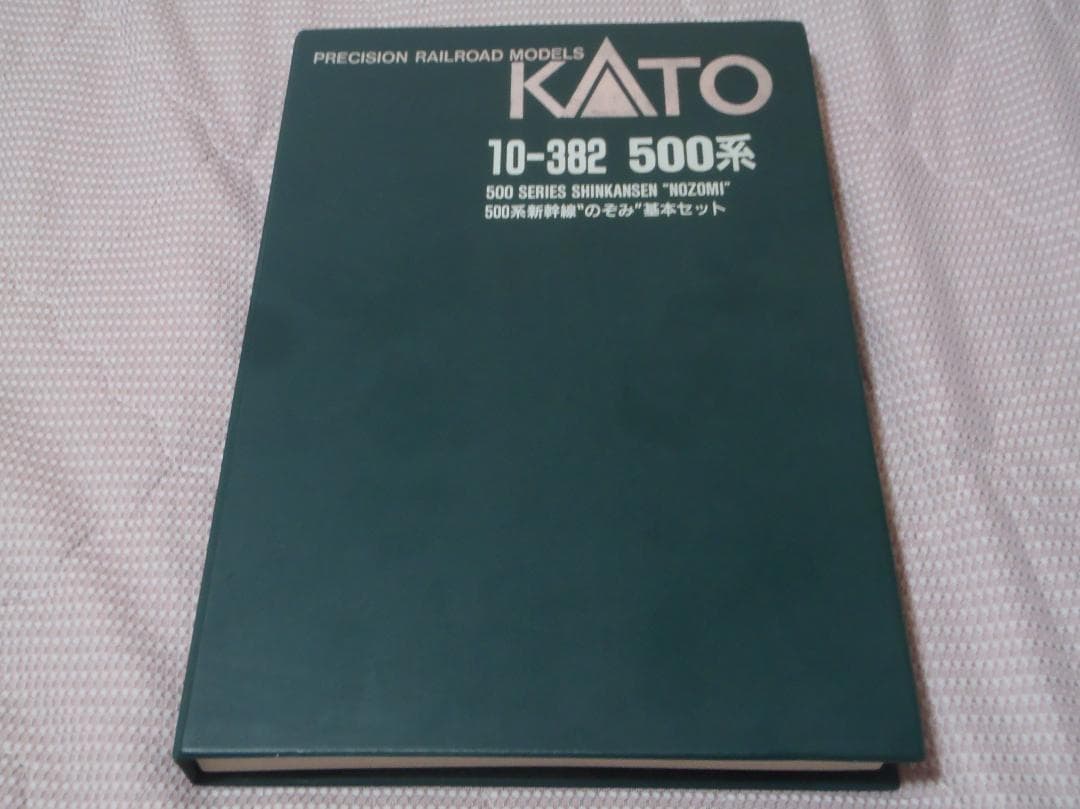 PRECISION RAILROAD MODELS
KATO
10-382 500系
500 SERIES SHINKANSEN "NOZOMI"
500系新幹線"のぞみ"基本セット